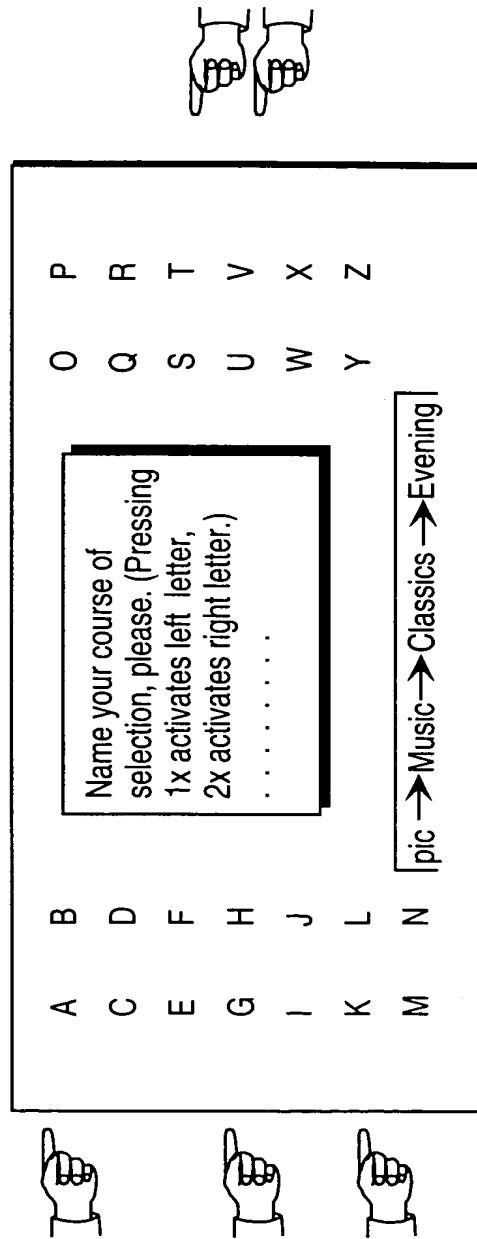 A B
C D
E F
G H
I J
K L
M N
Name your course of
selection, please. (Pressing
1x activates left letter,
2x activates right letter.)
. . . . . . . . .
O P
Q R
S T
U V
W X
Y Z
pic → Music → Classics → Evening